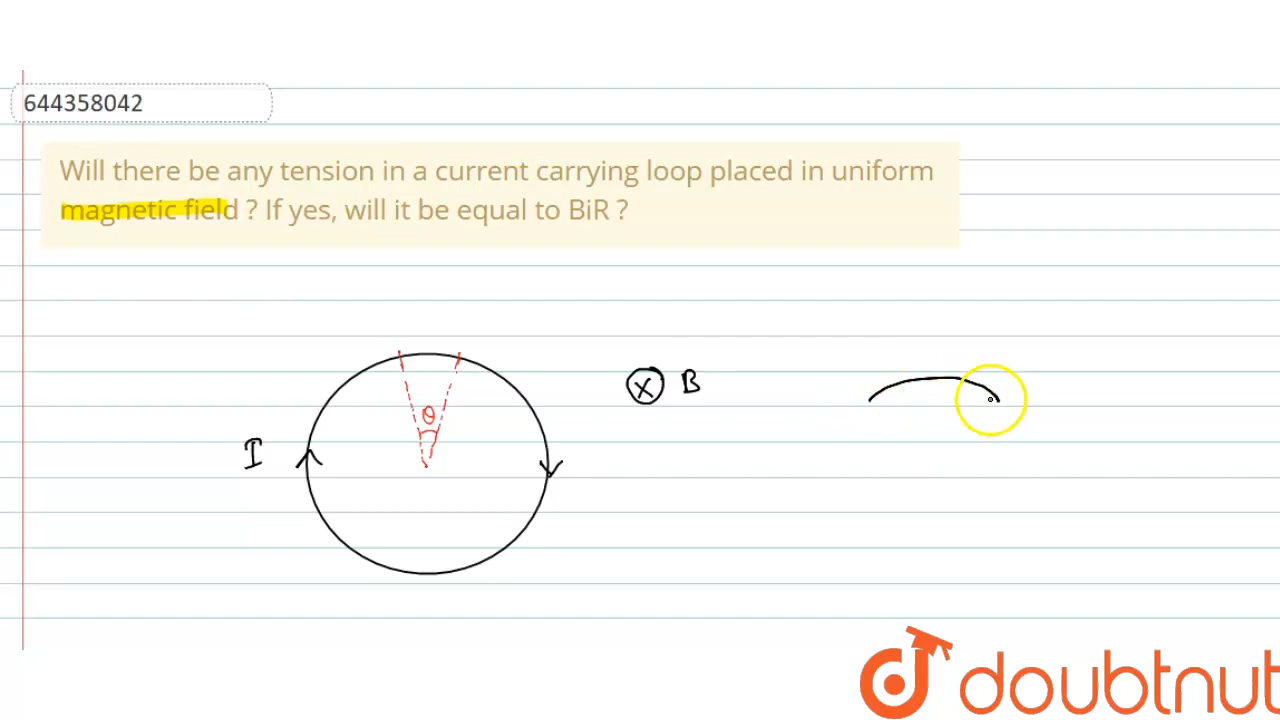 644358042
Will there be any tension in a current carrying loop placed in uniform
magnetic field ? If yes, will it be equal to BiR ?
θ
X B
I
doubtnut